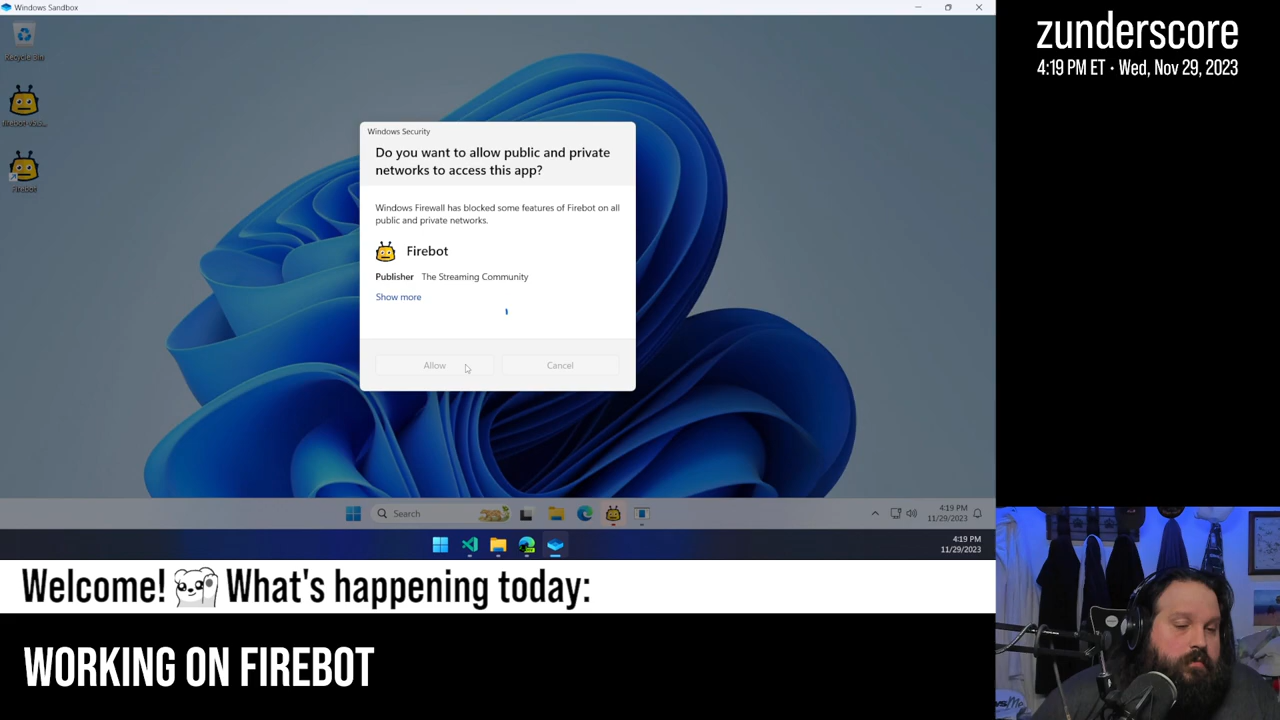 Windows Sandbox
zunderscore
4:19 PM ET • Wed, Nov 29, 2023
Recycle Bin
Firebot
Windows Security
Do you want to allow public and private
networks to access this app?
Windows Firewall has blocked some features of Firebot on all
public and private networks.
Firebot
Publisher The Streaming Community
Show more
Allow Cancel
Search
4:19 PM
11/29/2023
4:19 PM
11/29/2023
Welcome! What's happening today:
WORKING ON FIREBOT